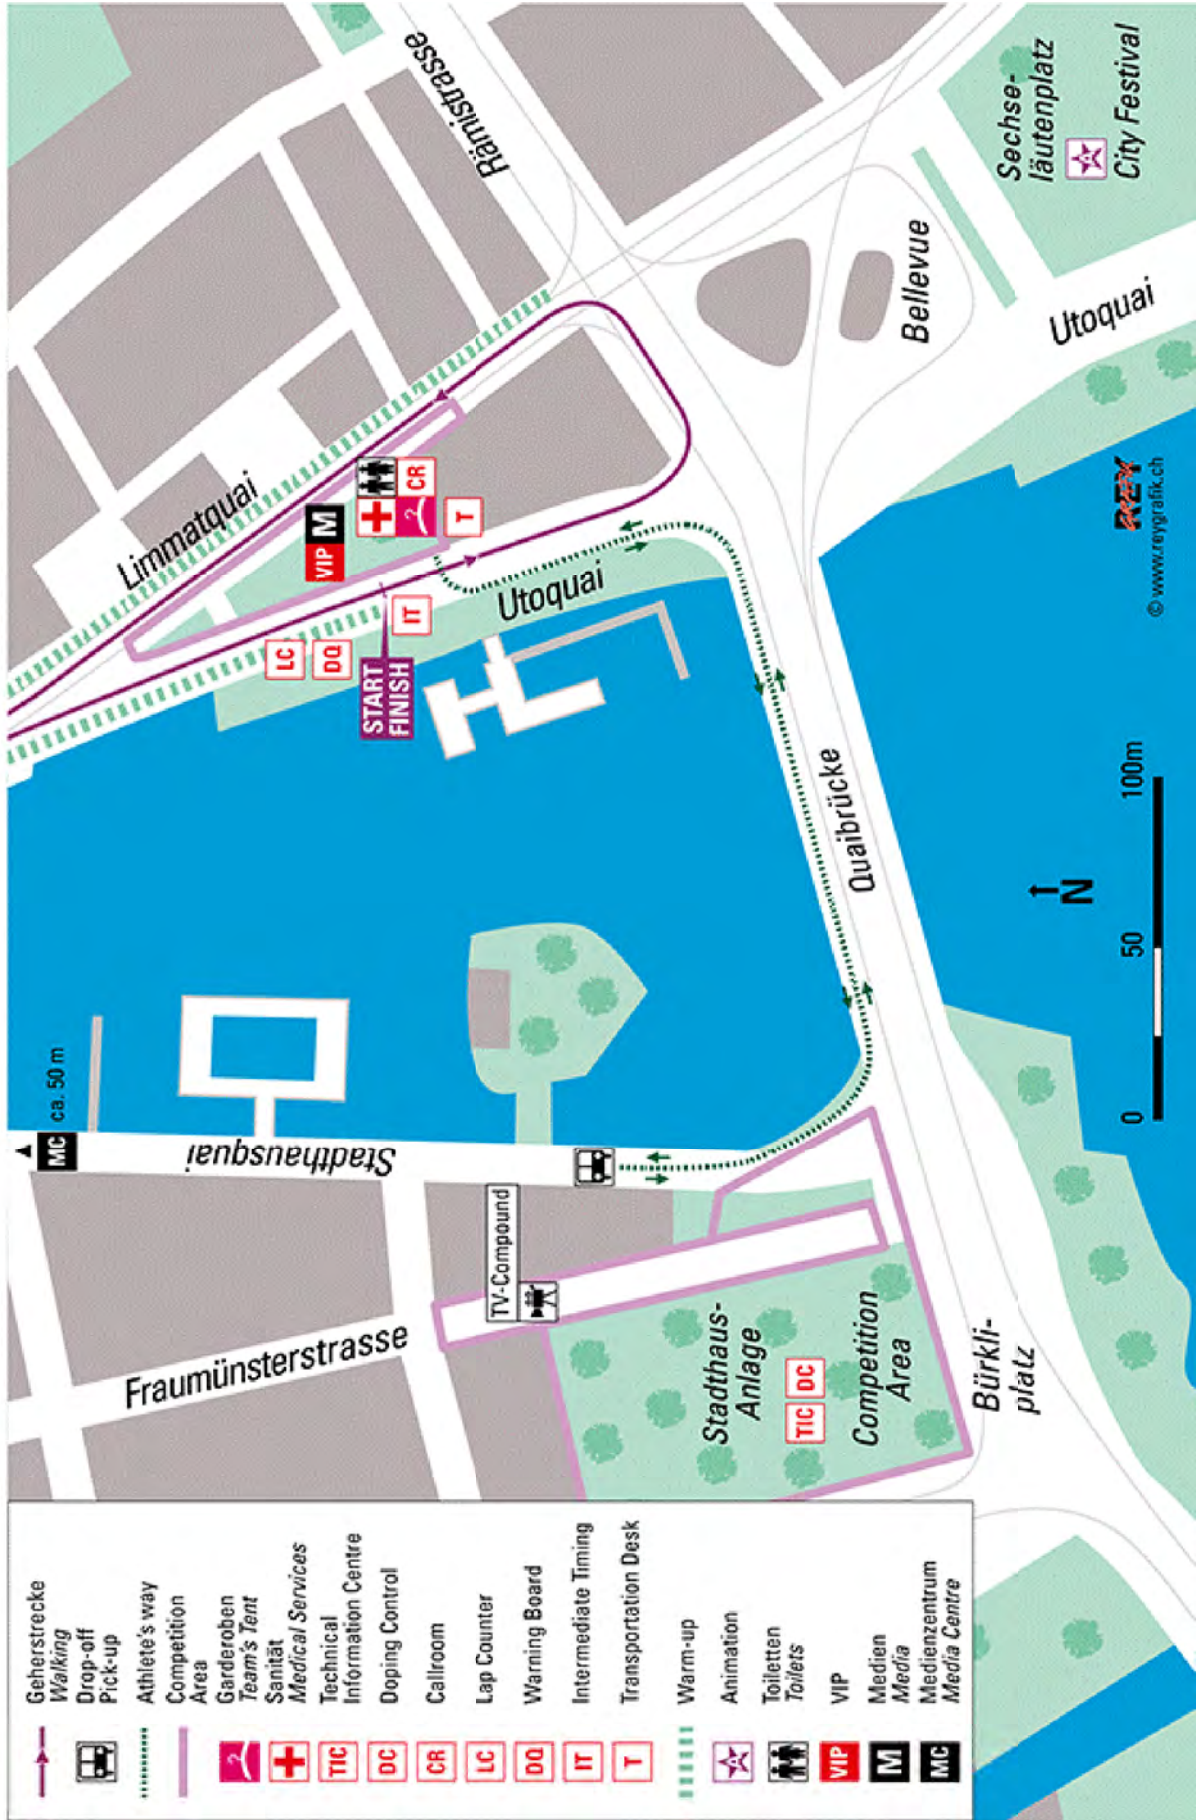 Geherstrecke
Walking
Drop-off
Pick-up
Athlete's way
Competition
Area
Garderoben
Team's Tent
Sanität
Medical Services
TIC
Technical
Information Centre
DC
Doping Control
CR
Callroom
LC
Lap Counter
DQ
Warning Board
IT
Intermediate Timing
T
Transportation Desk
Warm-up
Animation
Toiletten
Toilets
VIP
VIP
M
Medien
Media
MC
Medienzentrum
Media Centre
MC
ca. 50 m
Stadthausquai
Fraumünsterstrasse
TV-Compound
Stadthaus-
Anlage
TIC
DC
Competition
Area
Bürkli-
platz
Quaibrücke
Limmatquai
VIP
M
CR
T
LC
DQ
IT
START
FINISH
Utoquai
Rämistrasse
Bellevue
Utoquai
Sechse-
läutenplatz
City Festival
N
0
50
100m
REY
© www.reygrafik.ch